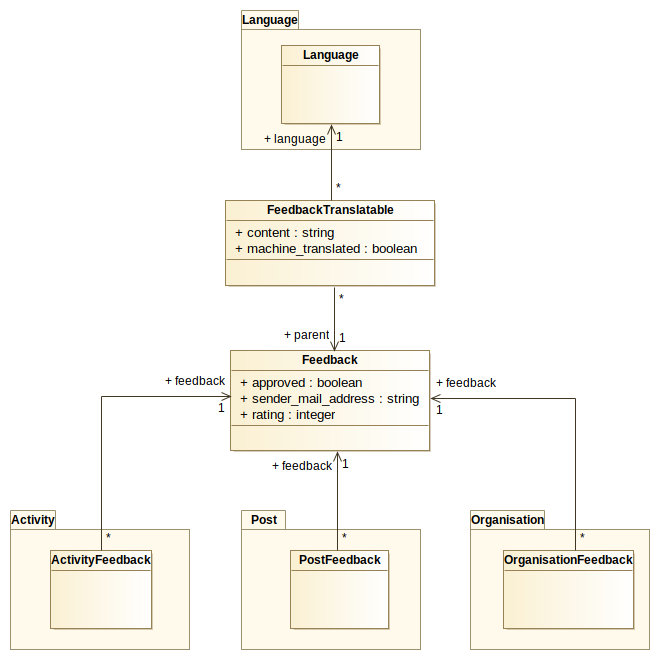 Language
Language
+ language
1
*
FeedbackTranslatable
+ content : string
+ machine_translated : boolean
*
+ parent
1
Feedback
+ approved : boolean
+ sender_mail_address : string
+ rating : integer
+ feedback
1
+ feedback
1
+ feedback
1
Activity
*
ActivityFeedback
Post
*
PostFeedback
Organisation
*
OrganisationFeedback